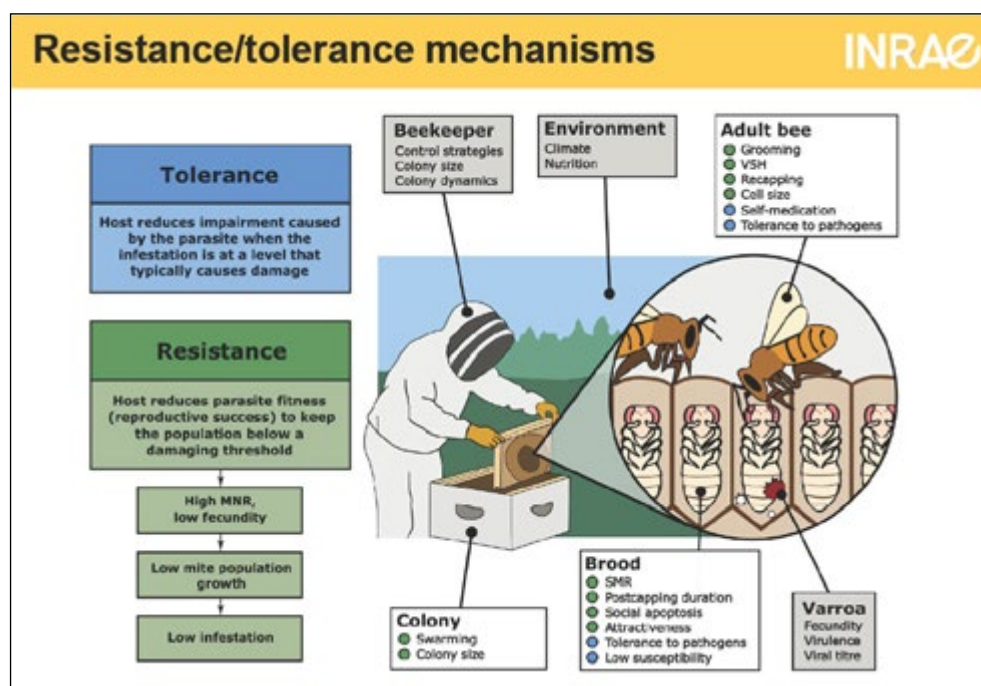 Resistance/tolerance mechanisms
INRAE
Tolerance
Host reduces impairment caused
by the parasite when the
infestation is at a level that
typically causes damage
Resistance
Host reduces parasite fitness
(reproductive success) to keep
the population below a
damaging threshold
High MNR,
low fecundity
Low mite population
growth
Low infestation
Beekeeper
Control strategies
Colony size
Colony dynamics
Environment
Climate
Nutrition
Adult bee
Grooming
VSH
Recapping
Cell size
Self-medication
Tolerance to pathogens
Colony
Swarming
Colony size
Brood
SMR
Postcapping duration
Social apoptosis
Attractiveness
Tolerance to pathogens
Low susceptibility
Varroa
Fecundity
Virulence
Viral titre